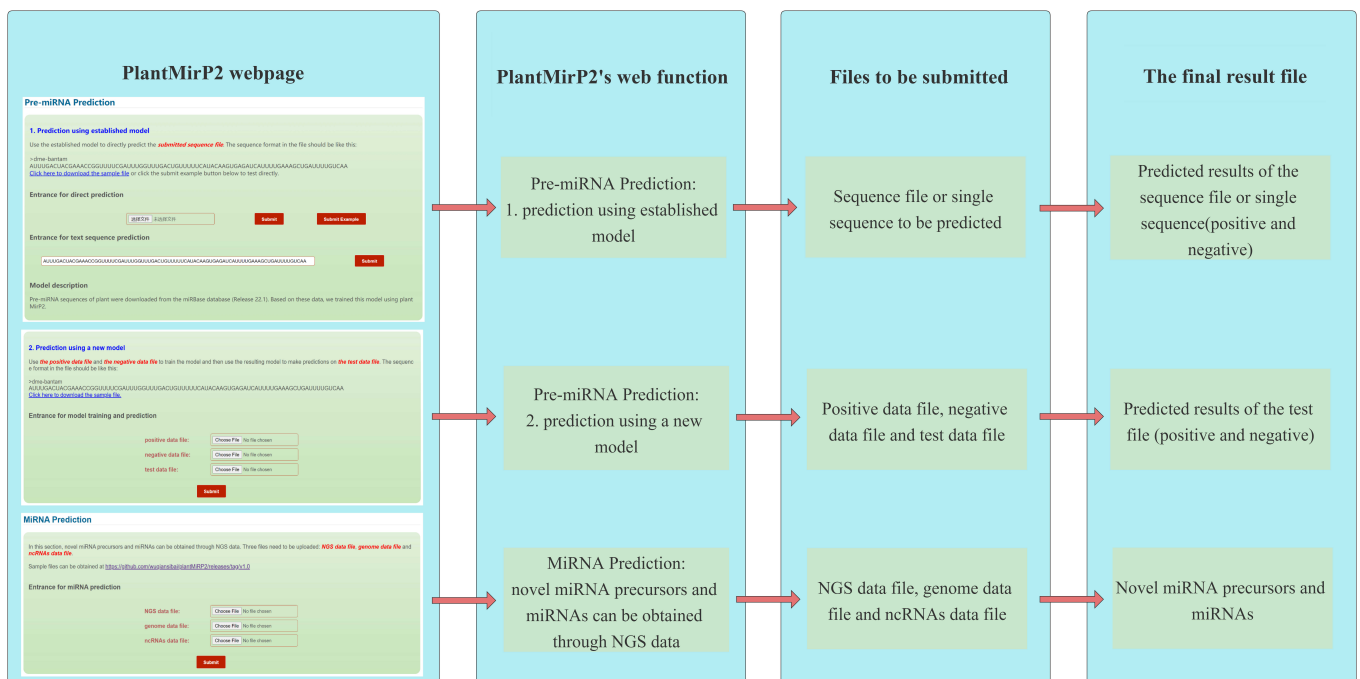 PlantMirP2 webpage
Pre-miRNA Prediction
1. Prediction using established model
Use the established model to directly predict the submitted sequence file. The sequence format in the file should be like this:
>dme-bantam
AUUUGACUACGAAACCGGUUUUCGAUUUGGUUUGACUGUUUUUCAUACAAGUGAGAUCAUUUUGAAAGCUGAUUUUGUCAA
Click here to download the sample file or click the submit example button below to test directly.
Entrance for direct prediction
选择文件 未选择文件 Submit Submit Example
Entrance for text sequence prediction
AUUUGACUACGAAACCGGUUUUCGAUUUGGUUUGACUGUUUUUCAUACAAGUGAGAUCAUUUUGAAAGCUGAUUUUGUCAA Submit
Model description
Pre-miRNA sequences of plant were downloaded from the miRBase database (Release 22.1). Based on these data, we trained this model using plant
MirP2.
2. Prediction using a new model
Use the positive data file and the negative data file to train the model and then use the resulting model to make predictions on the test data file. The sequenc
e format in the file should be like this:
>dme-bantam
AUUUGACUACGAAACCGGUUUUCGAUUUGGUUUGACUGUUUUUCAUACAAGUGAGAUCAUUUUGAAAGCUGAUUUUGUCAA
Click here to download the sample file.
Entrance for model training and prediction
positive data file: Choose File No file chosen
negative data file: Choose File No file chosen
test data file: Choose File No file chosen
Submit
MiRNA Prediction
In this section, novel miRNA precursors and miRNAs can be obtained through NGS data. Three files need to be uploaded: NGS data file, genome data file and
ncRNAs data file.
Sample files can be obtained at https://github.com/wuqiansibai/plantMiRP2/releases/tag/v1.0
Entrance for miRNA prediction
NGS data file: Choose File No file chosen
genome data file: Choose File No file chosen
ncRNAs data file: Choose File No file chosen
Submit
PlantMirP2's web function
Pre-miRNA Prediction:
1. prediction using established
model
Pre-miRNA Prediction:
2. prediction using a new
model
MiRNA Prediction:
novel miRNA precursors and
miRNAs can be obtained
through NGS data
Files to be submitted
Sequence file or single
sequence to be predicted
Positive data file, negative
data file and test data file
NGS data file, genome data
file and ncRNAs data file
The final result file
Predicted results of the
sequence file or single
sequence(positive and
negative)
Predicted results of the test
file (positive and negative)
Novel miRNA precursors and
miRNAs